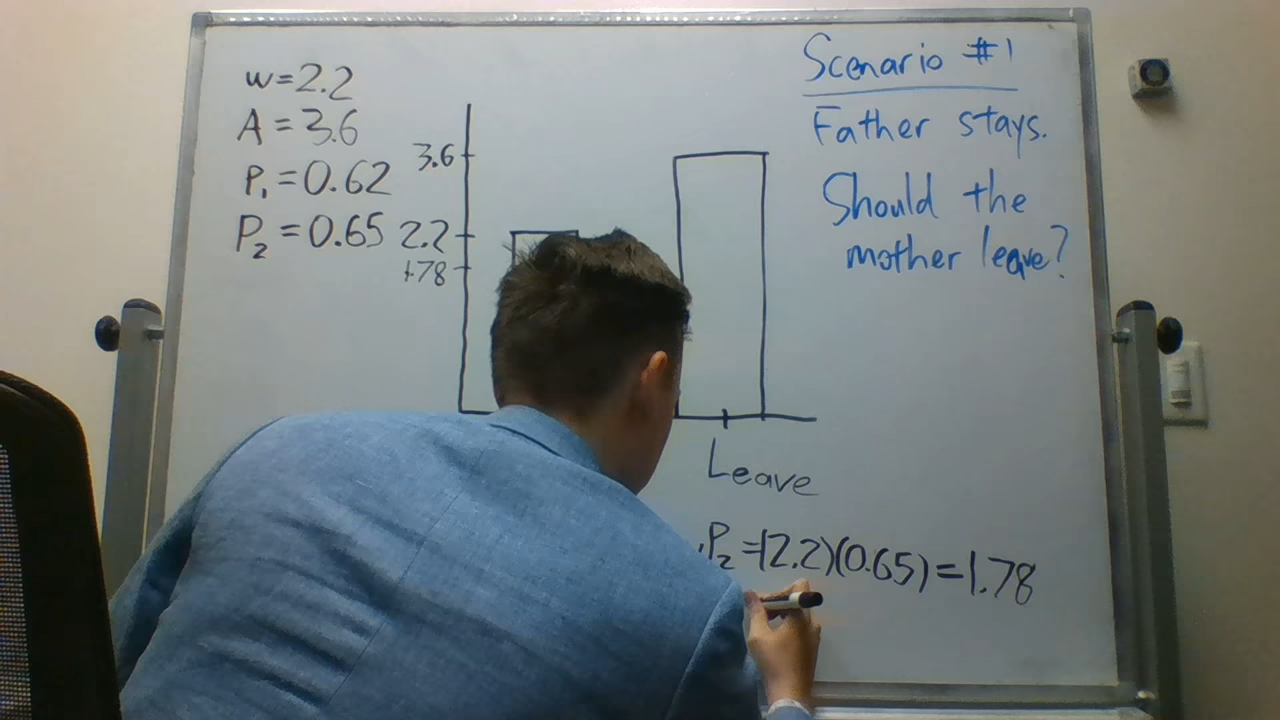 w=2.2
A=3.6
P₁=0.62
P₂=0.65
3.6
2.2
1.78
Leave
P₂=(2.2)(0.65)=1.78
Scenario #1
Father stays.
Should the
mother leave?